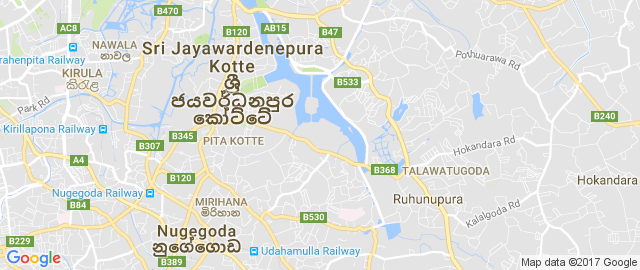 B470
AC8
B120
AB15
B47
NAWALA
නාවල
Sri Jayawardenepura
Kotte
ශ්‍රී
ජයවර්ධනපුර
කෝට්ටේ
Pothuarawa Rd
KIRULA
කිරුළ
B533
Park Rd
B240
Kirillapona Railway
B345
B307
PITA KOTTE
Hokandara Rd
A4
B120
B368
TALAWATUGODA
Hokandara
Nugegoda Railway
B84
MIRIHANA
මිරිහාන
Ruhunupura
Kalalgoda Rd
B530
Nugegoda
නුගේගොඩ
B229
Udahamulla Railway
B389
Google
Map data ©2017 Google